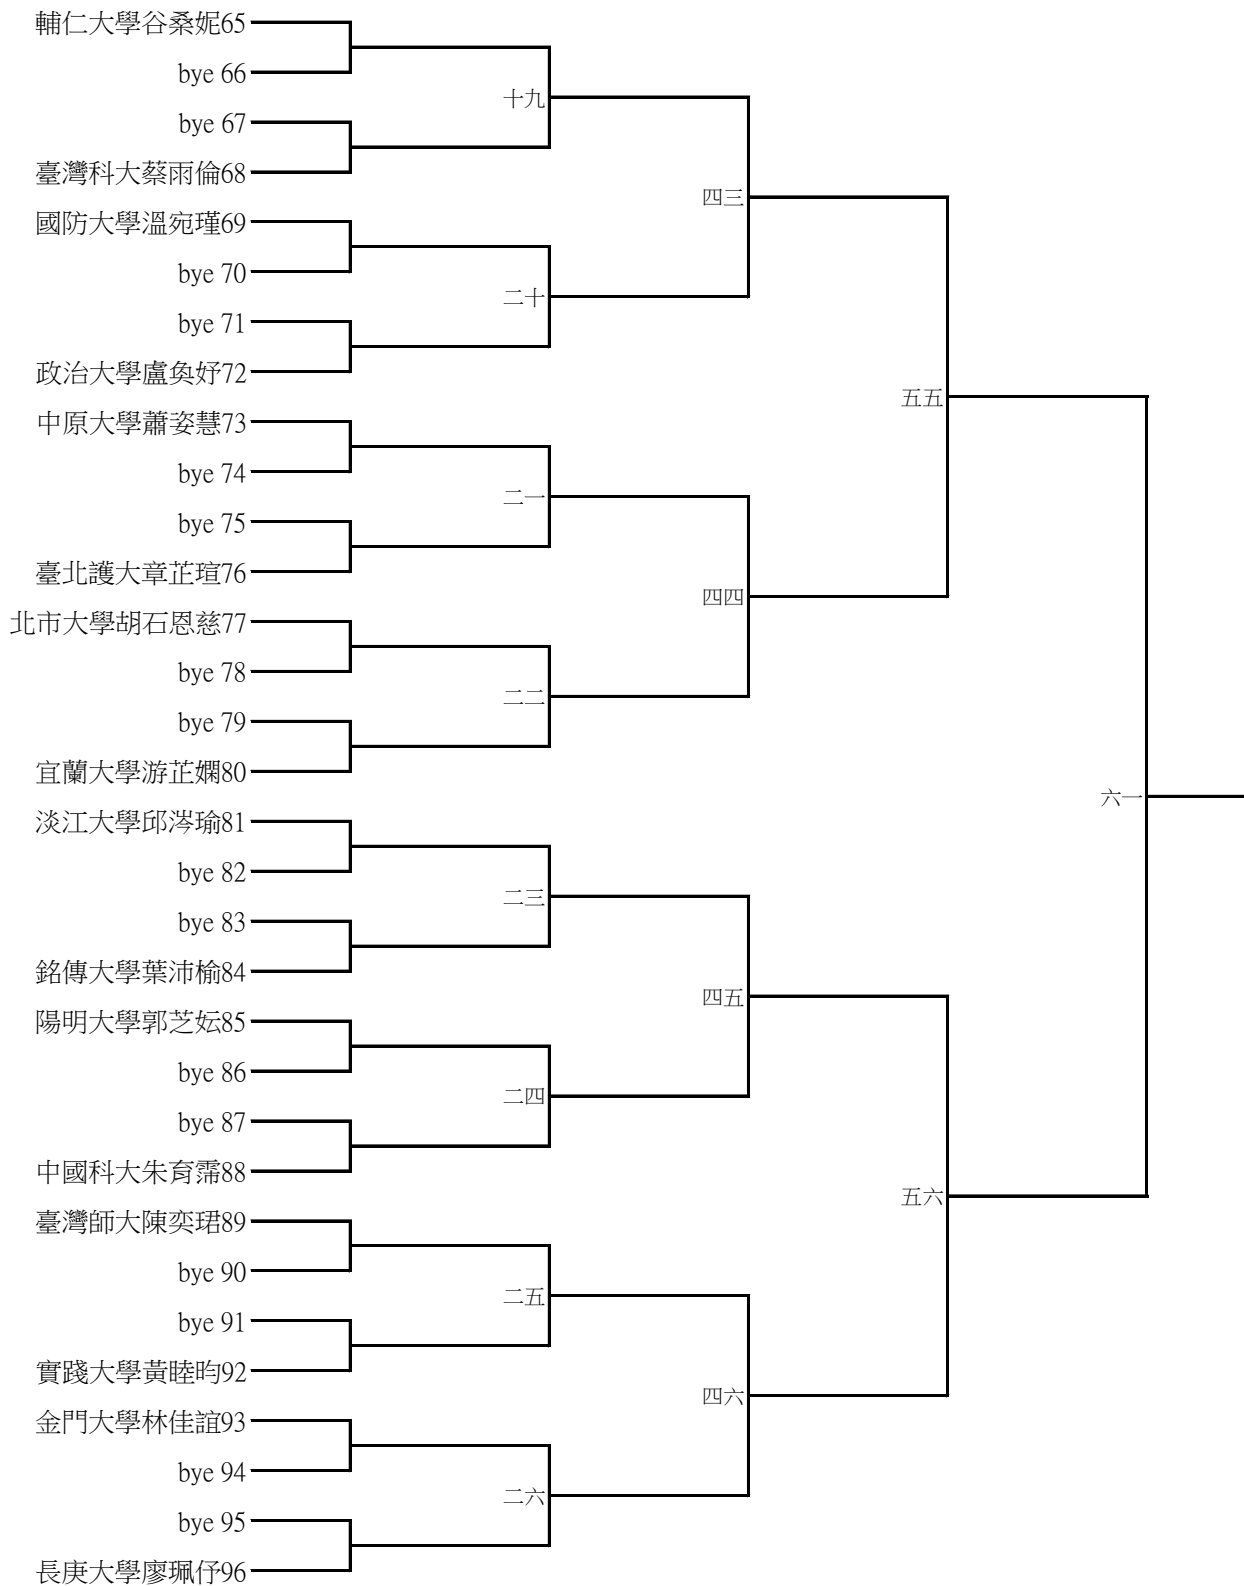 輔仁大學谷桑妮65
bye 66
十九
bye 67
臺灣科大蔡雨倫68
四三
國防大學溫宛瑾69
bye 70
二十
bye 71
政治大學盧奐妤72
五五
中原大學蕭姿慧73
bye 74
二一
bye 75
臺北護大章芷瑄76
四四
北市大學胡石恩慈77
bye 78
二二
bye 79
宜蘭大學游芷嫻80
六一
淡江大學邱涔瑜81
bye 82
二三
bye 83
銘傳大學葉沛榆84
四五
陽明大學郭芝妘85
bye 86
二四
bye 87
中國科大朱育霈88
五六
臺灣師大陳奕珺89
bye 90
二五
bye 91
實踐大學黃睦昀92
四六
金門大學林佳誼93
bye 94
二六
bye 95
長庚大學廖珮伃96